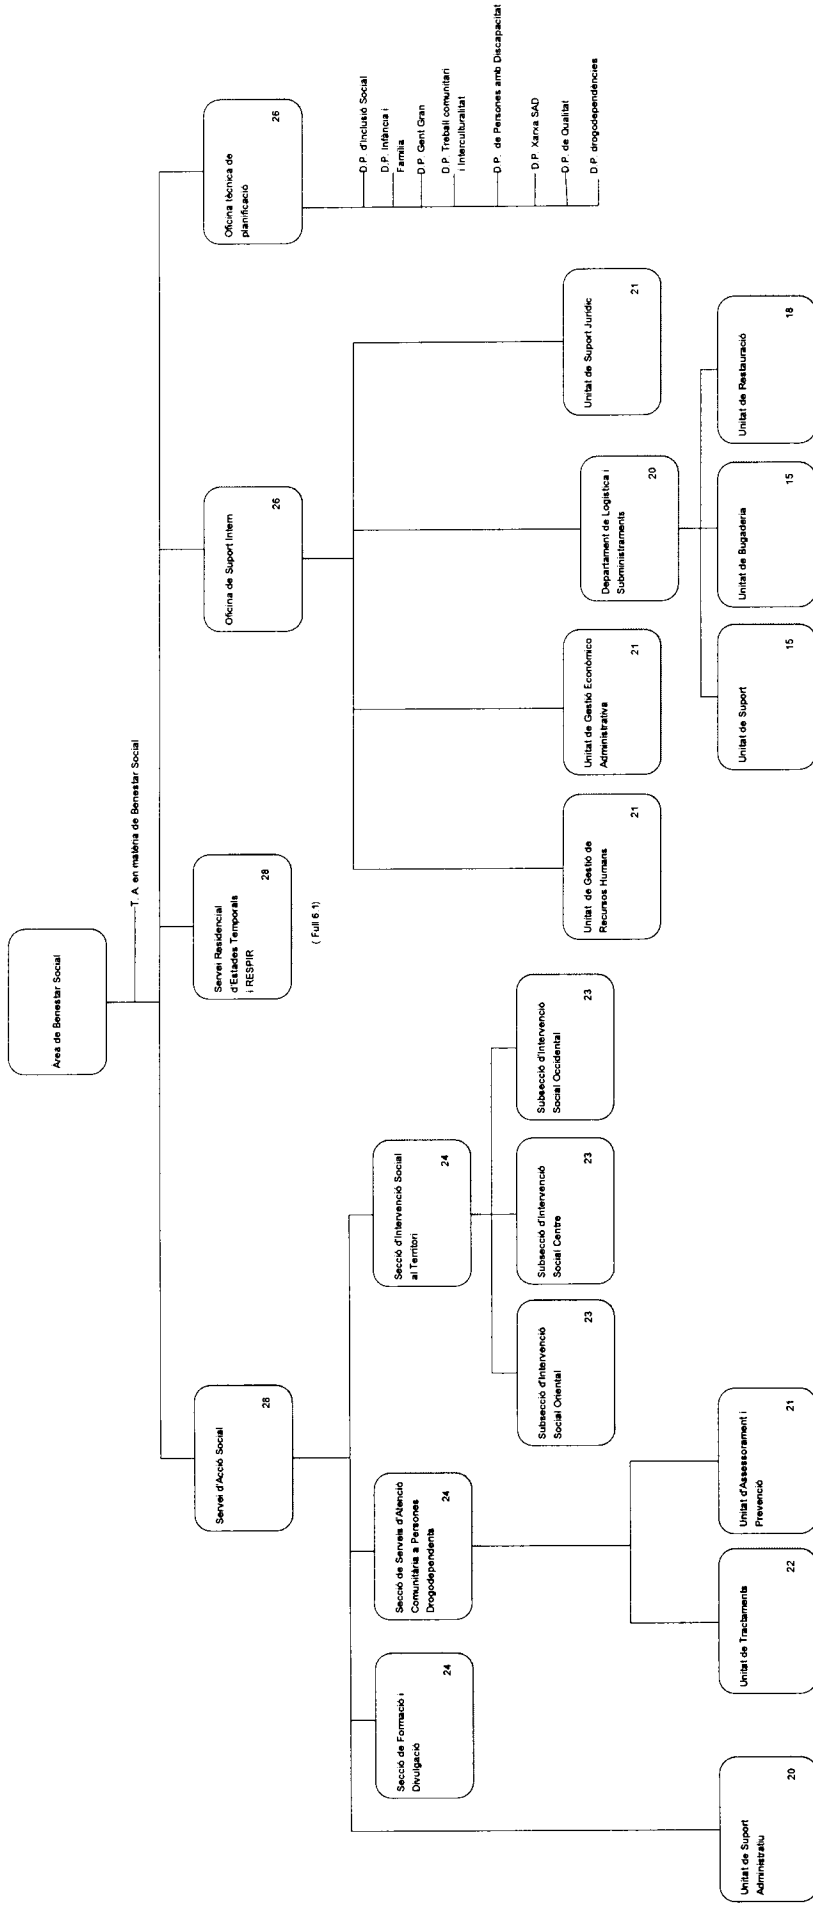 Àrea de Benestar Social
T. A. en matèria de Benestar Social
Servei d'Acció Social
28
Servei Residencial
d'Estades Temporals
i RESPIR
28
( Full 6.1)
Oficina de Suport Intern
26
Oficina tècnica de
planificació
26
D.P. d'Inclusió Social
D.P. Infància i
Família
D.P. Gent Gran
D.P. Treball comunitari
i Interculturalitat
D.P. de Persones amb Discapacitat
D.P. Xarxa SAD
D.P. de Qualitat
D.P. drogodependències
Secció de Formació i
Divulgació
24
Secció de Serveis d'Atenció
Comunitària a Persones
Drogodependents
24
Secció d'Intervenció Social
al Territori
24
Subsecció d'Intervenció
Social Oriental
23
Subsecció d'Intervenció
Social Centre
23
Subsecció d'Intervenció
Social Occidental
23
Unitat de Gestió de
Recursos Humans
21
Unitat de Gestió Econòmico
Administrativa
21
Departament de Logística i
Subministraments
20
Unitat de Suport Jurídic
21
Unitat de Suport
Administratiu
20
Unitat de Tractaments
22
Unitat d'Assessorament i
Prevenció
21
Unitat de Suport
15
Unitat de Bugaderia
15
Unitat de Restauració
18